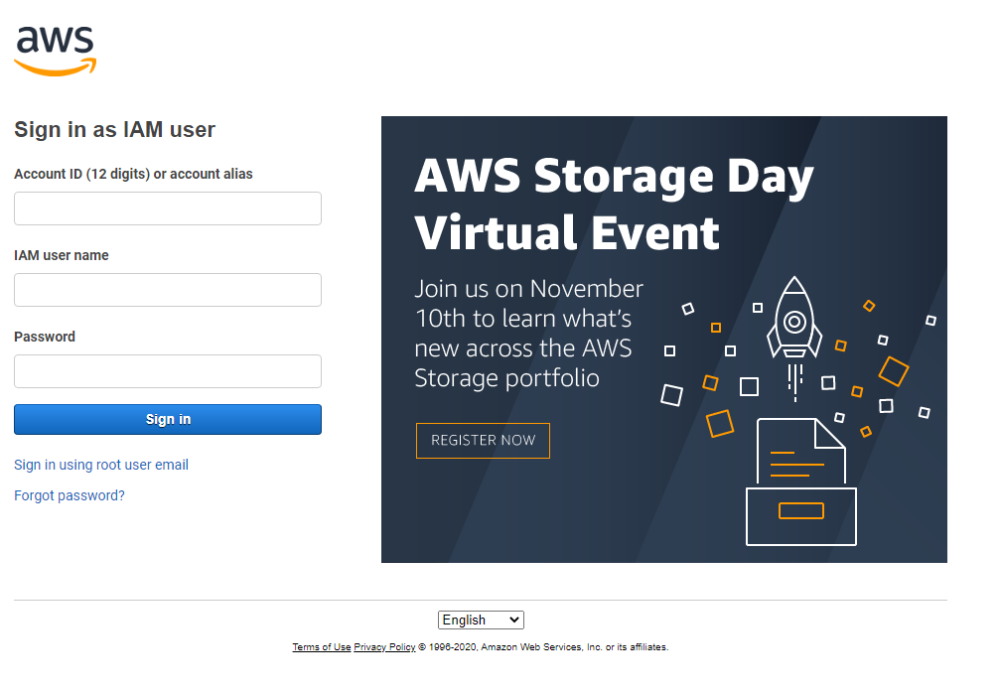 aws
Sign in as IAM user
Account ID (12 digits) or account alias
IAM user name
Password
Sign in
Sign in using root user email
Forgot password?
AWS Storage Day
Virtual Event
Join us on November
10th to learn what's
new across the AWS
Storage portfolio
REGISTER NOW
English
Terms of Use Privacy Policy © 1996-2020, Amazon Web Services, Inc. or its affiliates.